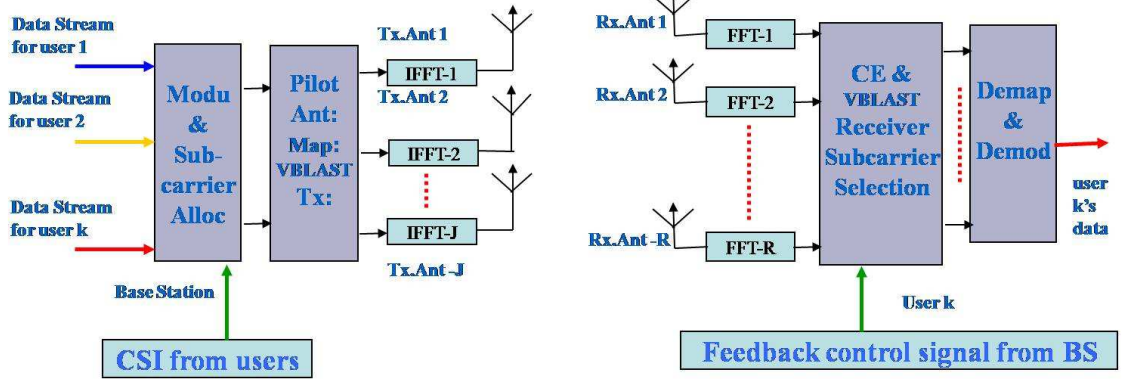 Data Stream
for user 1
Data Stream
for user 2
Data Stream
for user k
Modu
&
Sub-
carrier
Alloc
Pilot
Ant:
Map:
VBLAST
Tx:
Tx.Ant 1
IFFT-1
Tx.Ant 2
IFFT-2
IFFT-J
Tx.Ant -J
Base Station
CSI from users
Rx.Ant 1
FFT-1
Rx.Ant 2
FFT-2
Rx.Ant -R
FFT-R
CE &
VBLAST
Receiver
Subcarrier
Selection
Demap
&
Demod
user
k's
data
User k
Feedback control signal from BS